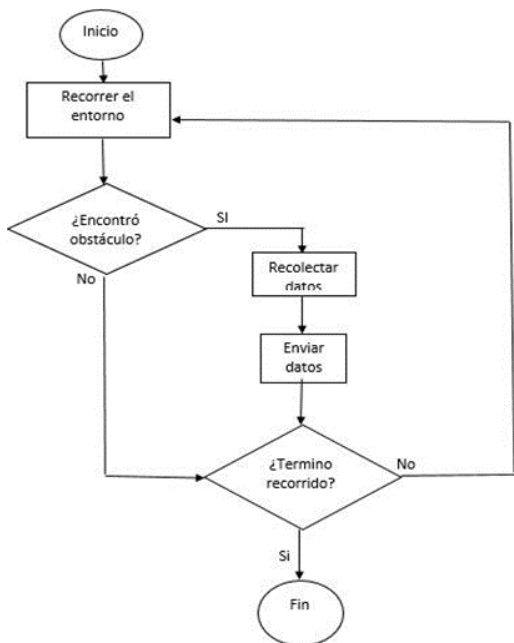 Inicio
Recorrer el
entorno
¿Encontró
obstáculo?
SI
No
Recolectar
datos
Enviar
datos
¿Termino
recorrido?
No
Si
Fin